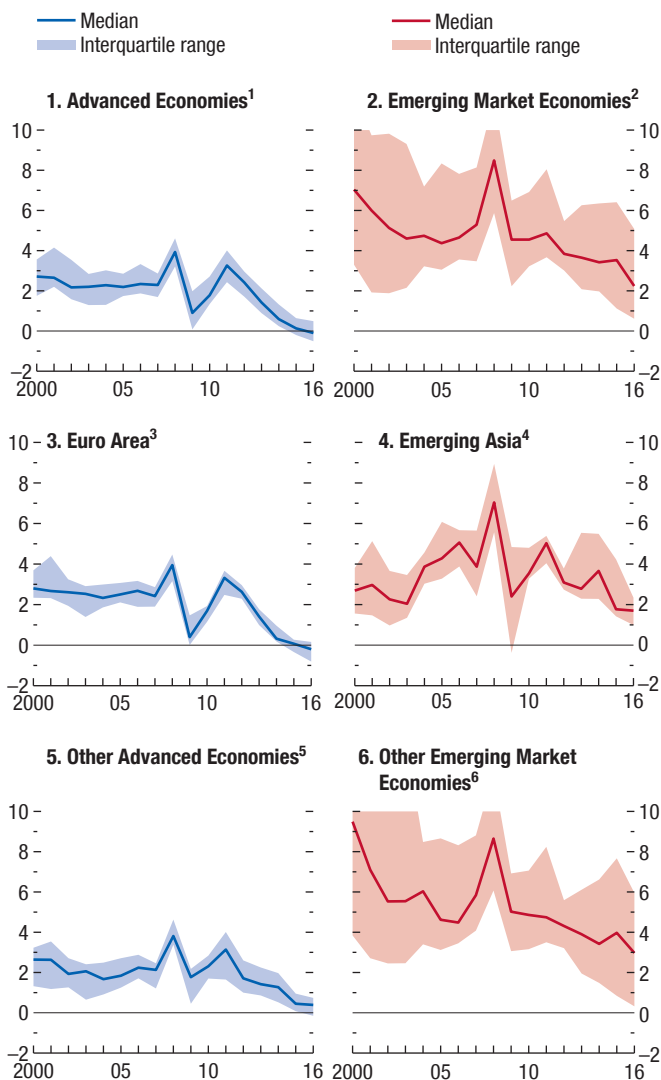 Median
Interquartile range
Median
Interquartile range
1. Advanced Economies¹
2. Emerging Market Economies²
10
8
6
4
2
0
–2
10
8
6
4
2
0
–2
2000 05 10 16
2000 05 10 16
3. Euro Area³
4. Emerging Asia⁴
10
8
6
4
2
0
–2
10
8
6
4
2
0
–2
2000 05 10 16
2000 05 10 16
5. Other Advanced Economies⁵
6. Other Emerging Market
Economies⁶
10
8
6
4
2
0
–2
10
8
6
4
2
0
–2
2000 05 10 16
2000 05 10 16